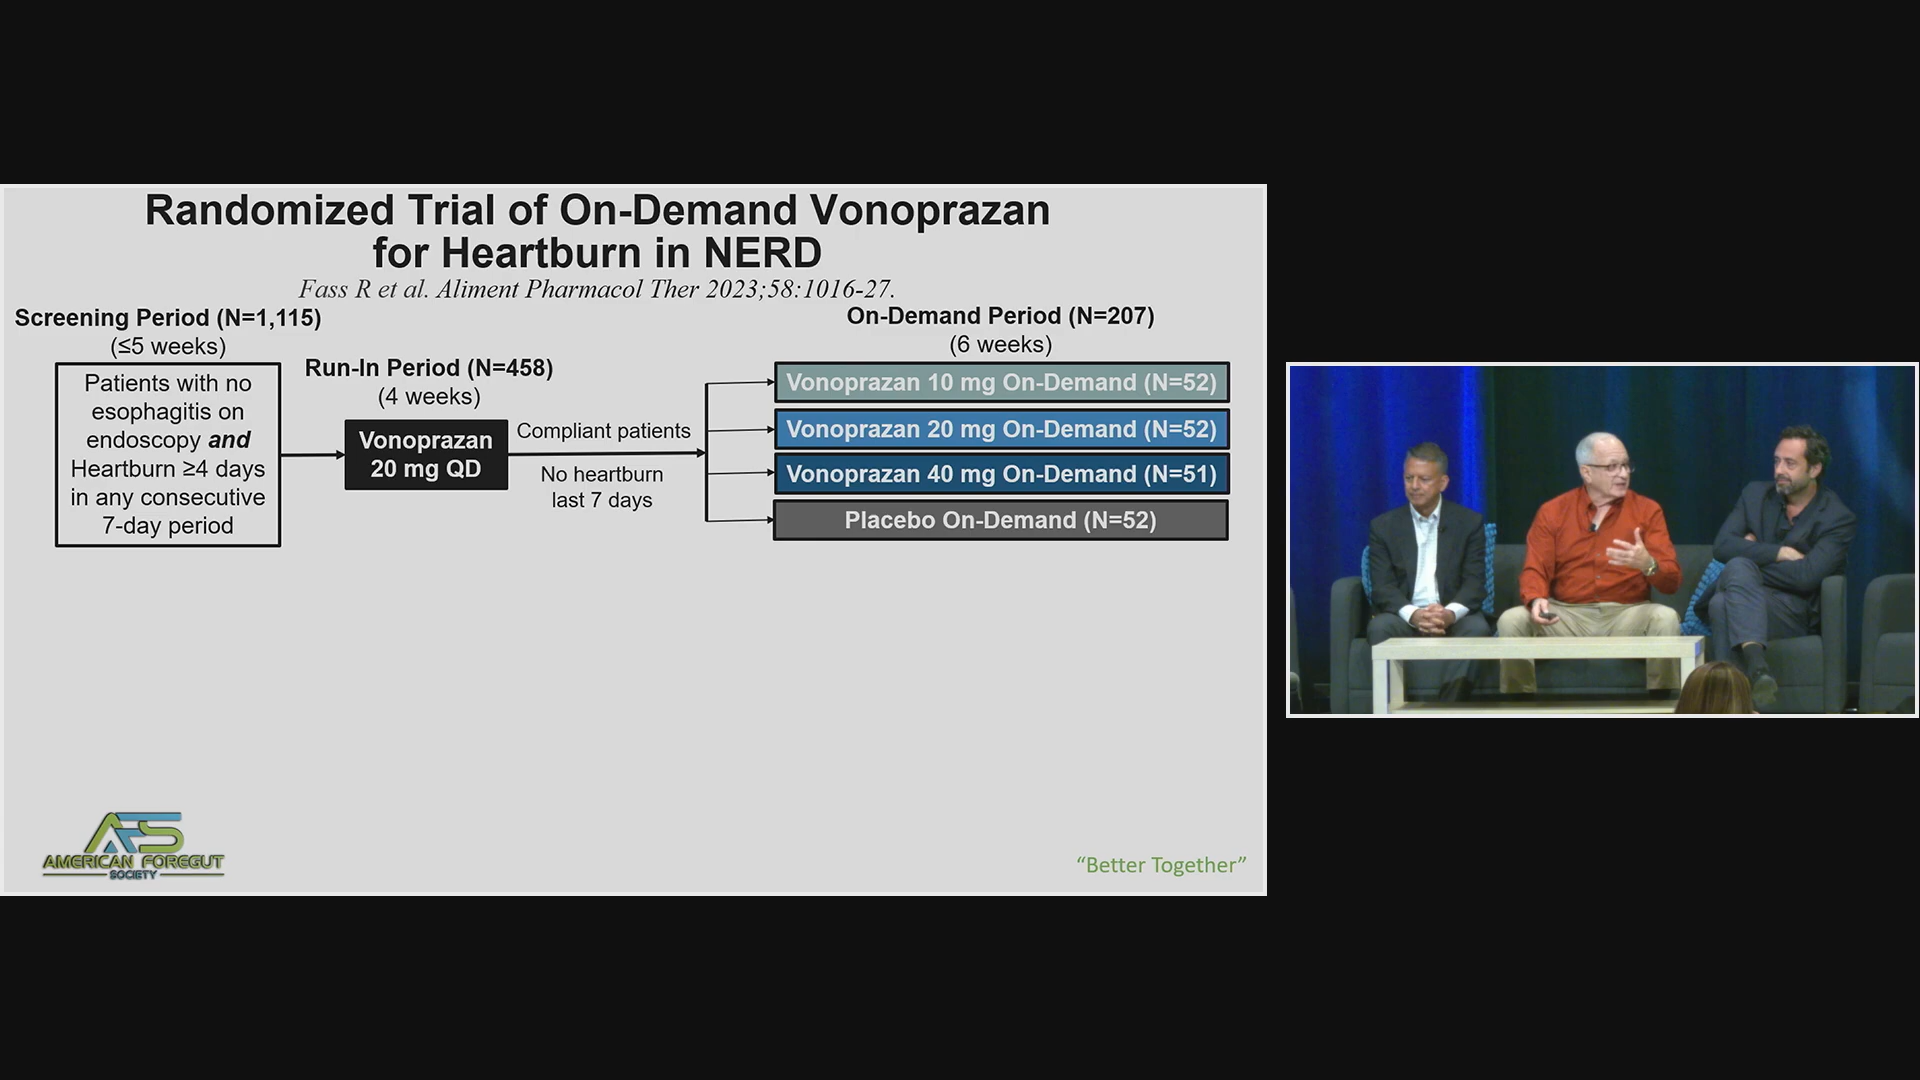 Randomized Trial of On-Demand Vonoprazan
for Heartburn in NERD
Fass R et al. Aliment Pharmacol Ther 2023;58:1016-27.
Screening Period (N=1,115)
(≤5 weeks)
Patients with no
esophagitis on
endoscopy and
Heartburn ≥4 days
in any consecutive
7-day period
Run-In Period (N=458)
(4 weeks)
Vonoprazan
20 mg QD
Compliant patients
No heartburn
last 7 days
On-Demand Period (N=207)
(6 weeks)
Vonoprazan 10 mg On-Demand (N=52)
Vonoprazan 20 mg On-Demand (N=52)
Vonoprazan 40 mg On-Demand (N=51)
Placebo On-Demand (N=52)
AFS
AMERICAN FOREGUT
SOCIETY
“Better Together”